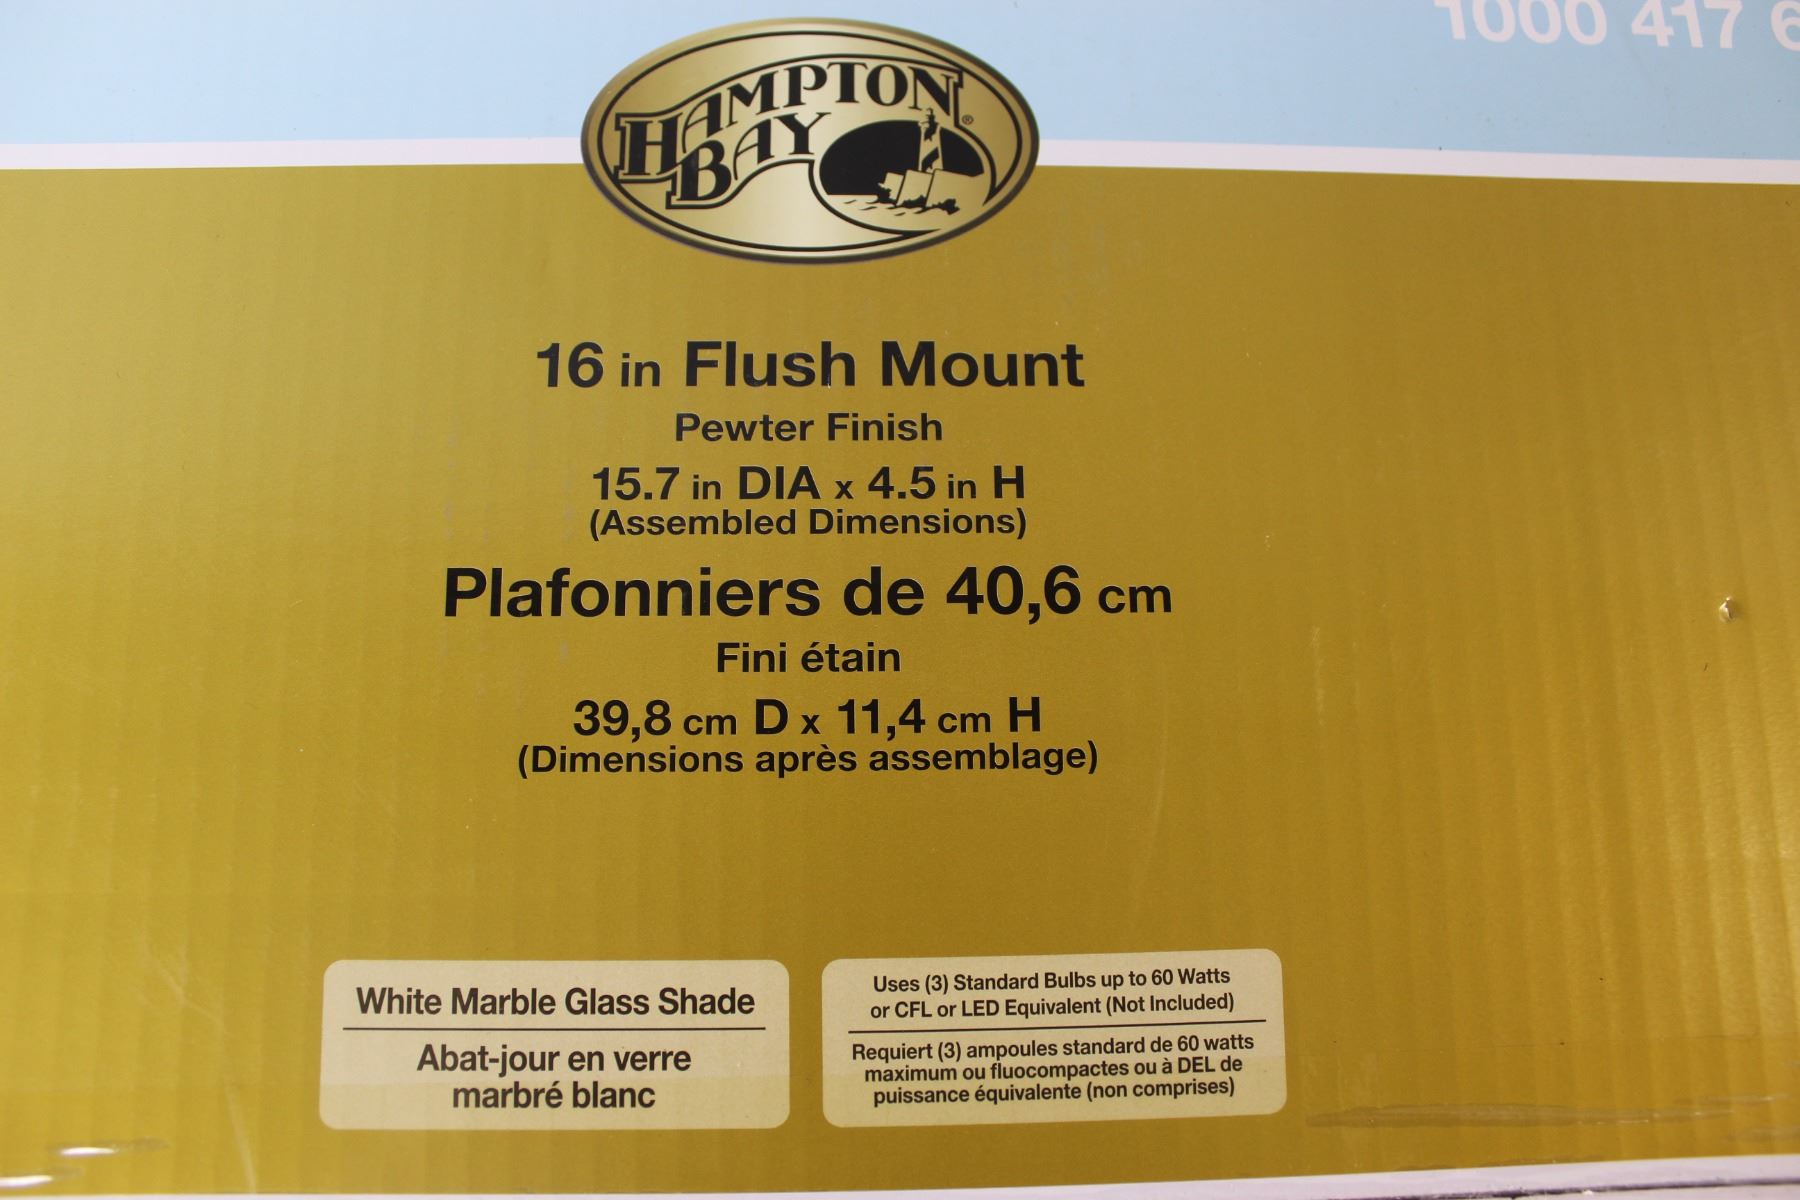 1000 417 6
HAMPTON
BAY
16 in Flush Mount
Pewter Finish
15.7 in DIA x 4.5 in H
(Assembled Dimensions)
Plafonniers de 40,6 cm
Fini étain
39,8 cm D x 11,4 cm H
(Dimensions après assemblage)
White Marble Glass Shade
Abat-jour en verre
marbré blanc
Uses (3) Standard Bulbs up to 60 Watts
or CFL or LED Equivalent (Not Included)
Requiert (3) ampoules standard de 60 watts
maximum ou fluocompactes ou à DEL de
puissance équivalente (non comprises)